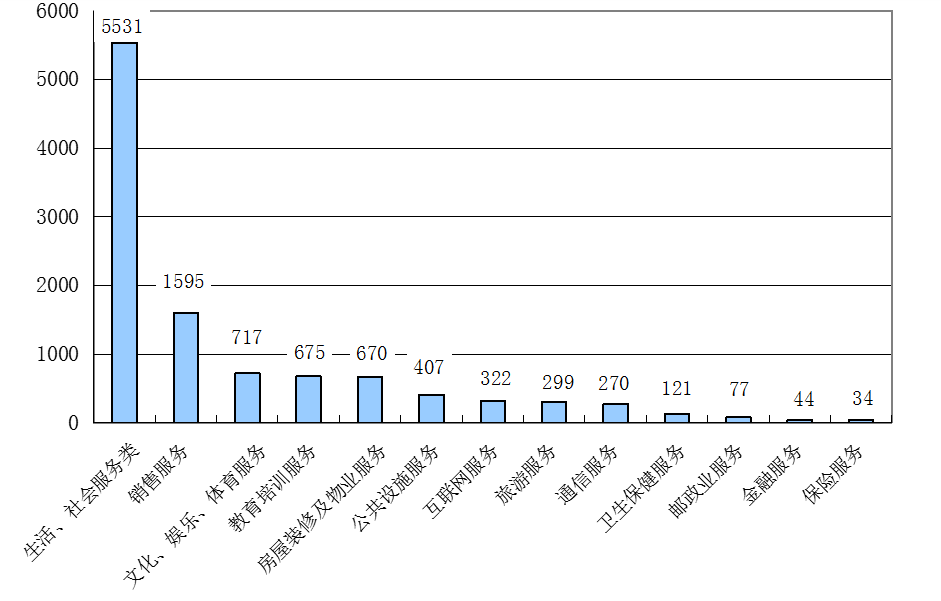 6000
5000
4000
3000
2000
1000
0
5531
1595
717
675
670
407
322
299
270
121
77
44
34
生活、社会服务类
销售服务
文化、娱乐、体育服务
教育培训服务
房屋装修及物业服务
公共设施服务
互联网服务
旅游服务
通信服务
卫生保健服务
邮政业服务
金融服务
保险服务